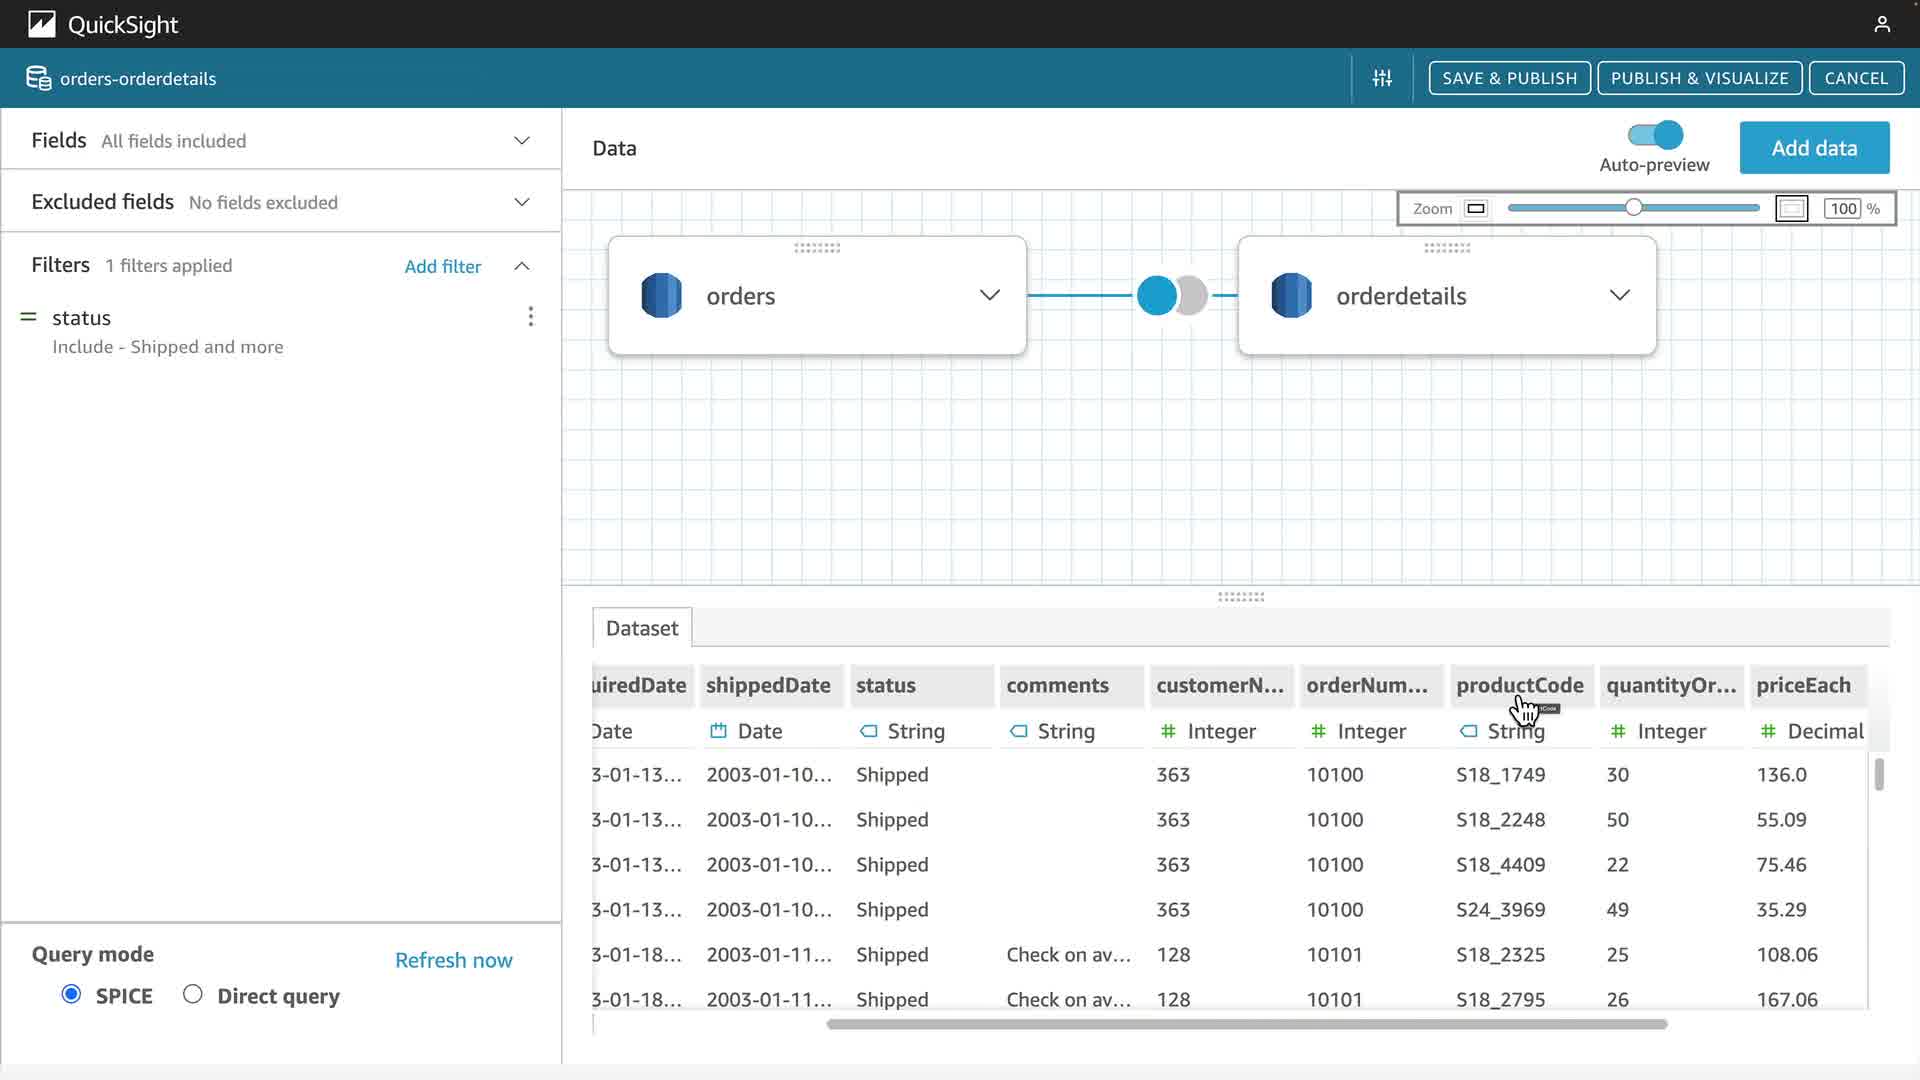 QuickSight
orders-orderdetails
SAVE & PUBLISH
PUBLISH & VISUALIZE
CANCEL
Fields All fields included
Excluded fields No fields excluded
Filters 1 filters applied Add filter
status
Include - Shipped and more
Query mode
Refresh now
SPICE Direct query
Data
Auto-preview
Add data
Zoom 100 %
orders
orderdetails
Dataset
uiredDate shippedDate status comments customerN... orderNum... productCode quantityOr... priceEach
Date Date String String # Integer # Integer String # Integer # Decimal
3-01-13... 2003-01-10... Shipped 363 10100 S18_1749 30 136.0
3-01-13... 2003-01-10... Shipped 363 10100 S18_2248 50 55.09
3-01-13... 2003-01-10... Shipped 363 10100 S18_4409 22 75.46
3-01-13... 2003-01-10... Shipped 363 10100 S24_3969 49 35.29
3-01-18... 2003-01-11... Shipped Check on av... 128 10101 S18_2325 25 108.06
3-01-18... 2003-01-11... Shipped Check on av... 128 10101 S18_2795 26 167.06